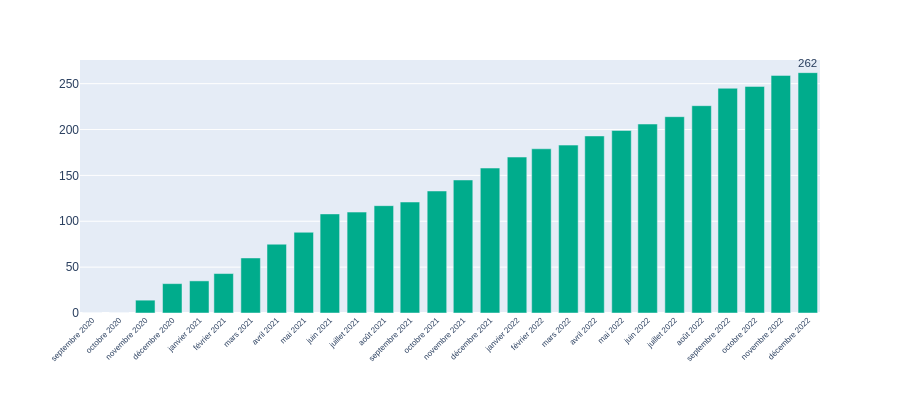 262
250
200
150
100
50
0
septembre 2020
octobre 2020
novembre 2020
décembre 2020
janvier 2021
février 2021
mars 2021
avril 2021
mai 2021
juin 2021
juillet 2021
août 2021
septembre 2021
octobre 2021
novembre 2021
décembre 2021
janvier 2022
février 2022
mars 2022
avril 2022
mai 2022
juin 2022
juillet 2022
août 2022
septembre 2022
octobre 2022
novembre 2022
décembre 2022